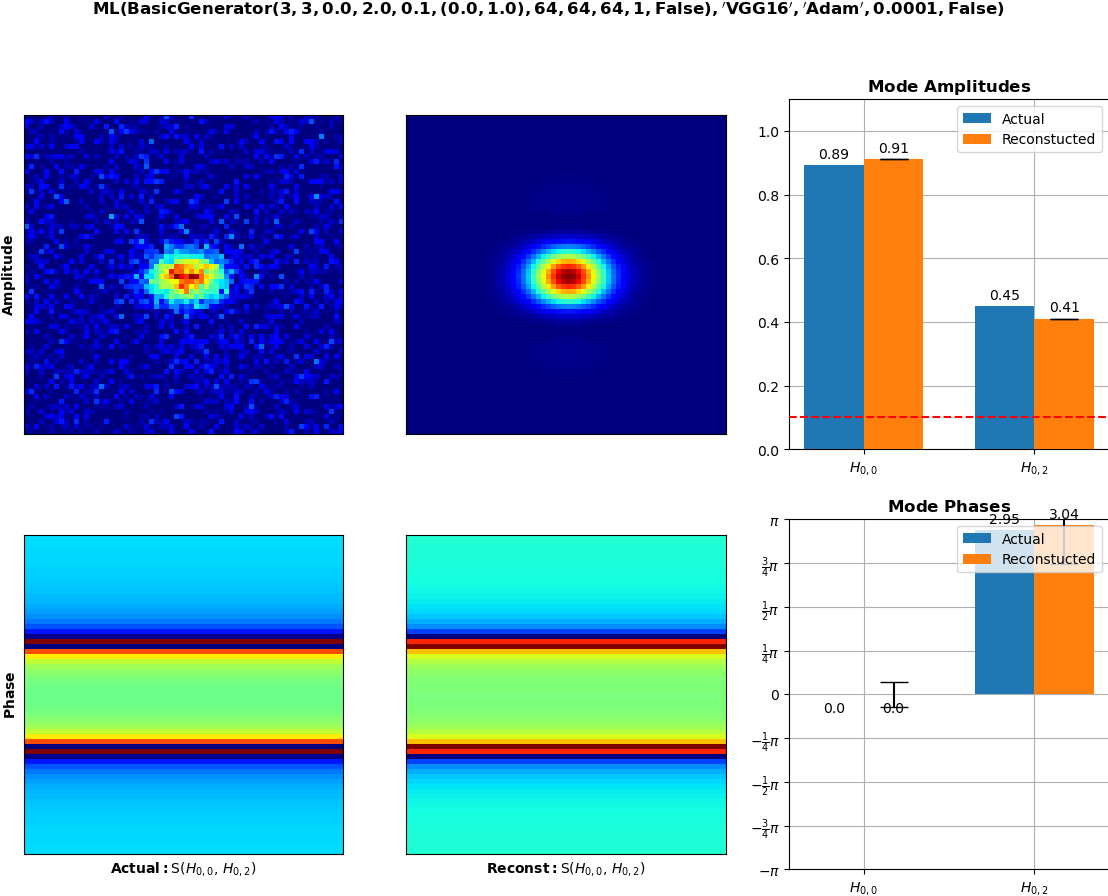 ML(BasicGenerator(3, 3, 0.0, 2.0, 0.1, (0.0, 1.0), 64, 64, 64, 1, False), ′VGG16′, ′Adam′, 0.0001, False)
Amplitude
Mode Amplitudes
Actual
Reconstucted
1.0
0.8
0.6
0.4
0.2
0.0
0.89
0.91
0.45
0.41
H0,0
H0,2
Phase
Actual: S(H0,0, H0,2)
Reconst: S(H0,0, H0,2)
Mode Phases
Actual
Reconstucted
π
3/4π
1/2π
1/4π
0
−1/4π
−1/2π
−3/4π
−π
0.0
0.0
2.95
3.04
H0,0
H0,2